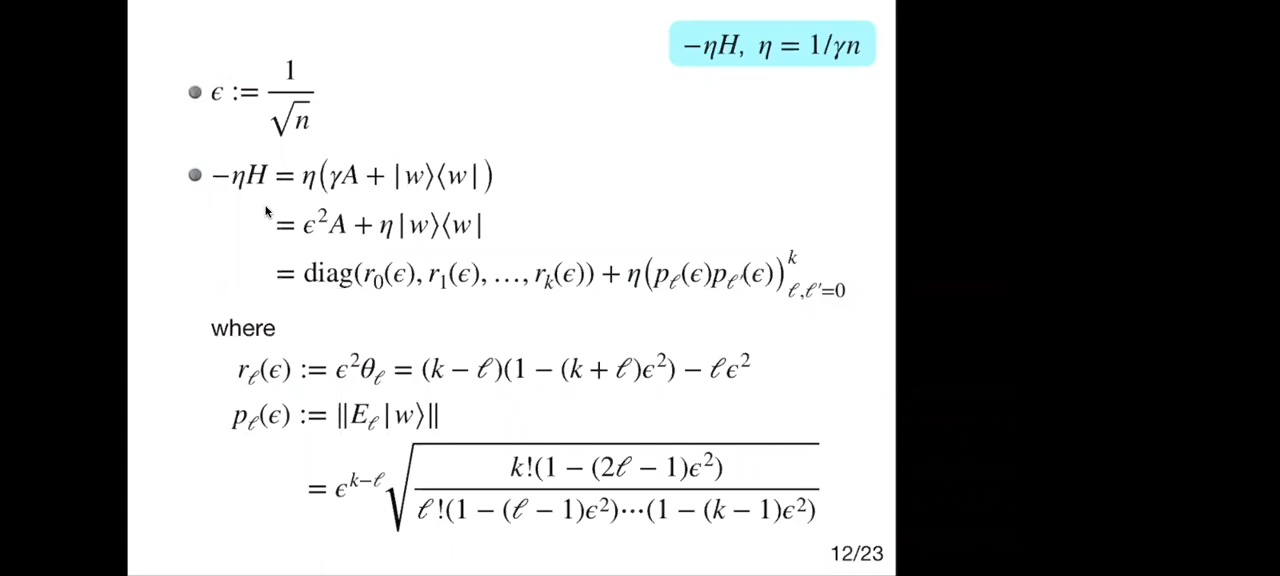 −ηH, η = 1/γn
• ϵ := 1/√n
• −ηH = η(γA + |w⟩⟨w|)
= ϵ²A + η|w⟩⟨w|
= diag(r₀(ϵ), r₁(ϵ), …, rₖ(ϵ)) + η(p_ℓ(ϵ)p_ℓ′(ϵ))^k_{ℓ,ℓ′=0}
where
r_ℓ(ϵ) := ϵ²θ_ℓ = (k − ℓ)(1 − (k + ℓ)ϵ²) − ℓϵ²
p_ℓ(ϵ) := ||E_ℓ|w⟩||
= ϵ^{k−ℓ} √(k!(1 − (2ℓ − 1)ϵ²) / ℓ!(1 − (ℓ − 1)ϵ²)⋯(1 − (k − 1)ϵ²))
12/23